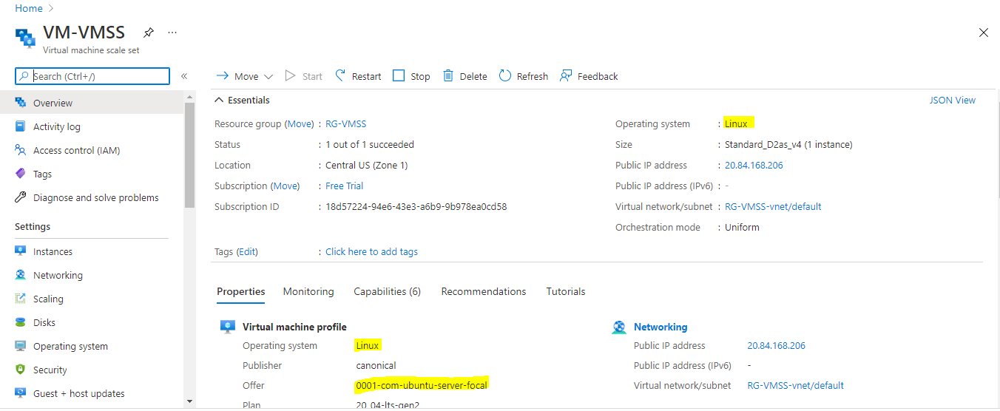 Home >
VM-VMSS ...
Virtual machine scale set
Search (Ctrl+/) «
Overview
Activity log
Access control (IAM)
Tags
Diagnose and solve problems
Settings
Instances
Networking
Scaling
Disks
Operating system
Security
Guest + host updates
Move Start Restart Stop Delete Refresh Feedback
Essentials JSON View
Resource group (Move) : RG-VMSS
Status : 1 out of 1 succeeded
Location : Central US (Zone 1)
Subscription (Move) : Free Trial
Subscription ID : 18d57224-94e6-43e3-a6b9-9b978ea0cd58
Operating system : Linux
Size : Standard_D2as_v4 (1 instance)
Public IP address : 20.84.168.206
Public IP address (IPv6) : -
Virtual network/subnet : RG-VMSS-vnet/default
Orchestration mode : Uniform
Tags (Edit) : Click here to add tags
Properties Monitoring Capabilities (6) Recommendations Tutorials
Virtual machine profile
Operating system Linux
Publisher canonical
Offer 0001-com-ubuntu-server-focal
Plan 20_04-lts-gen2
Networking
Public IP address 20.84.168.206
Public IP address (IPv6) -
Virtual network/subnet RG-VMSS-vnet/default